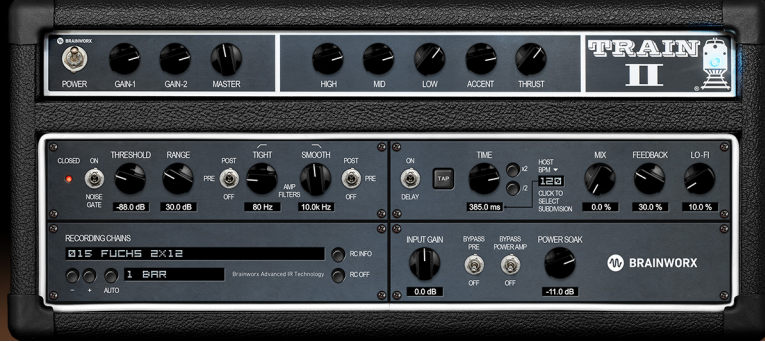 BRAINWORX
POWER
GAIN-1
GAIN-2
MASTER
HIGH
MID
LOW
ACCENT
THRUST
TRAIN
II
®
CLOSED
ON
NOISE
GATE
THRESHOLD
-88.0 dB
RANGE
30.0 dB
POST
PRE
OFF
TIGHT
80 Hz
AMP
FILTERS
SMOOTH
10.0k Hz
POST
PRE
OFF
ON
DELAY
TAP
TIME
385.0 ms
x2
/2
HOST
BPM
120
CLICK TO
SELECT
SUBDIVISION
MIX
0.0 %
FEEDBACK
30.0 %
LO-FI
10.0 %
RECORDING CHAINS
015 FUCHS 2X12
RC INFO
1 BAR
Brainworx Advanced IR Technology
RC OFF
− + AUTO
INPUT GAIN
0.0 dB
BYPASS
PRE
OFF
BYPASS
POWER AMP
OFF
POWER SOAK
-11.0 dB
BRAINWORX